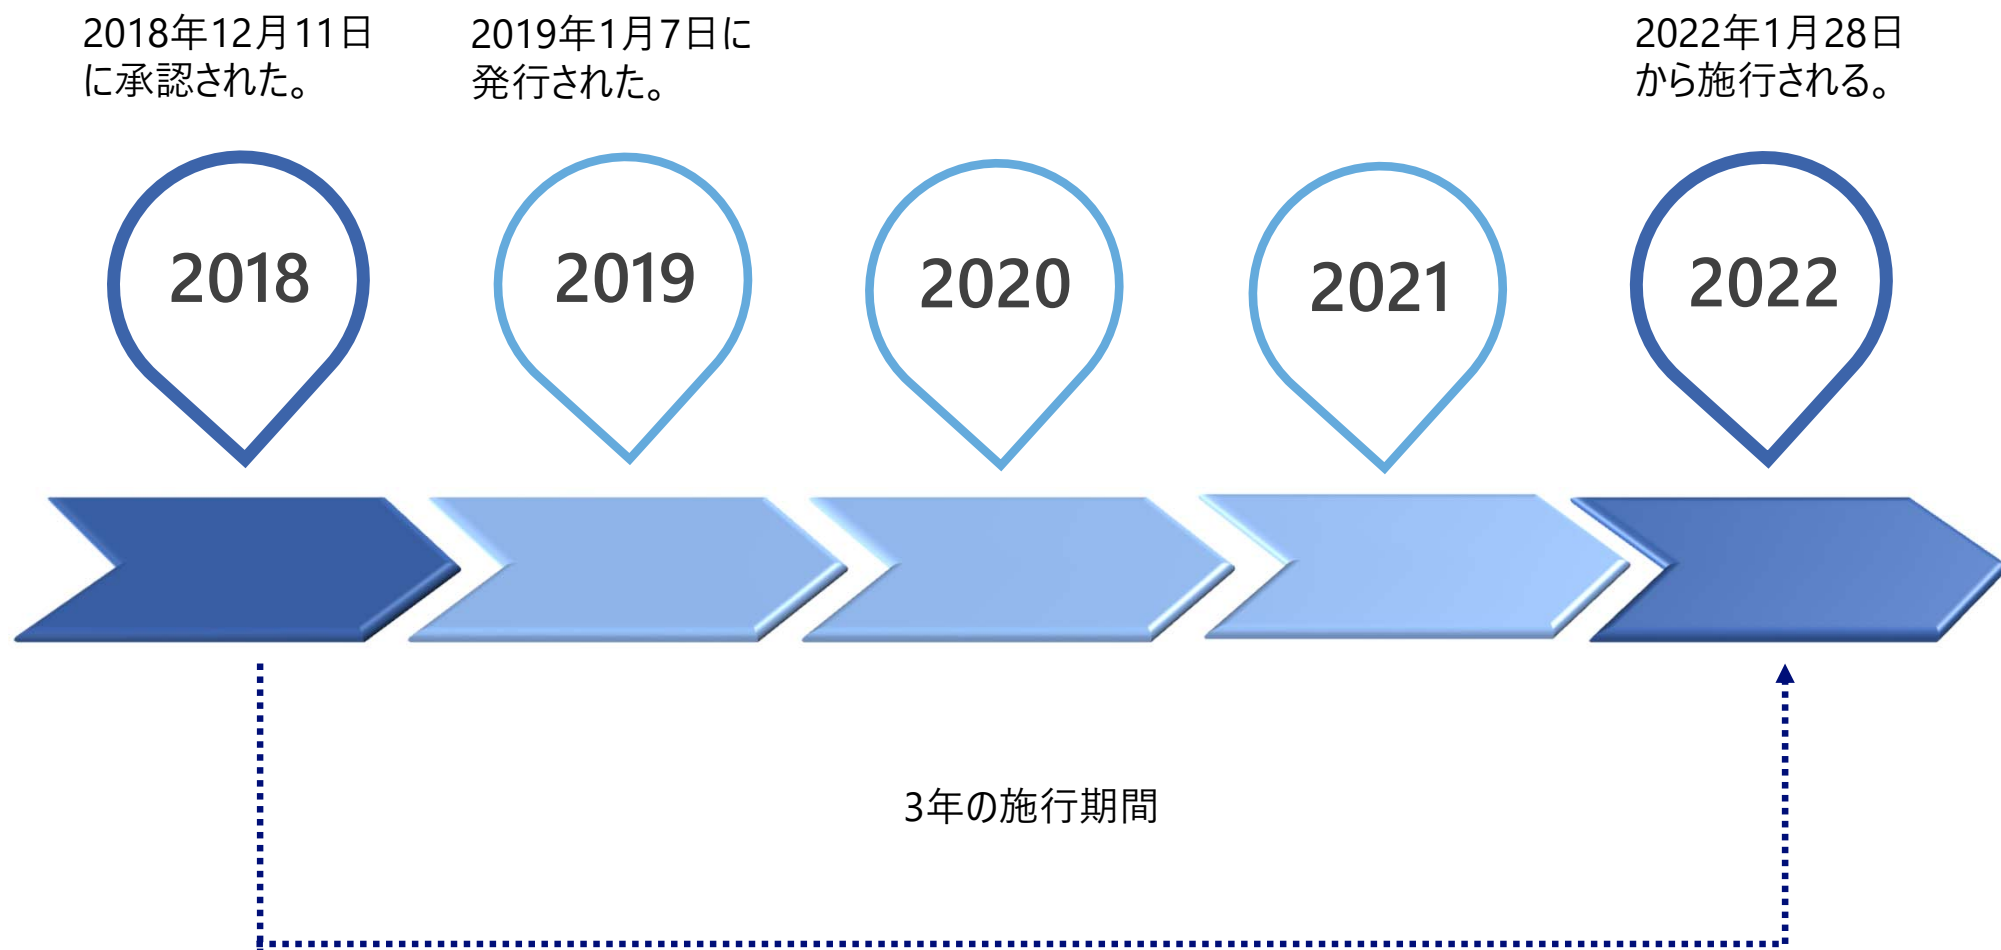 2018年12月11日
に承認された。
2019年1月7日に
発行された。
2022年1月28日
から施行される。
2018
2019
2020
2021
2022
3年の施行期間